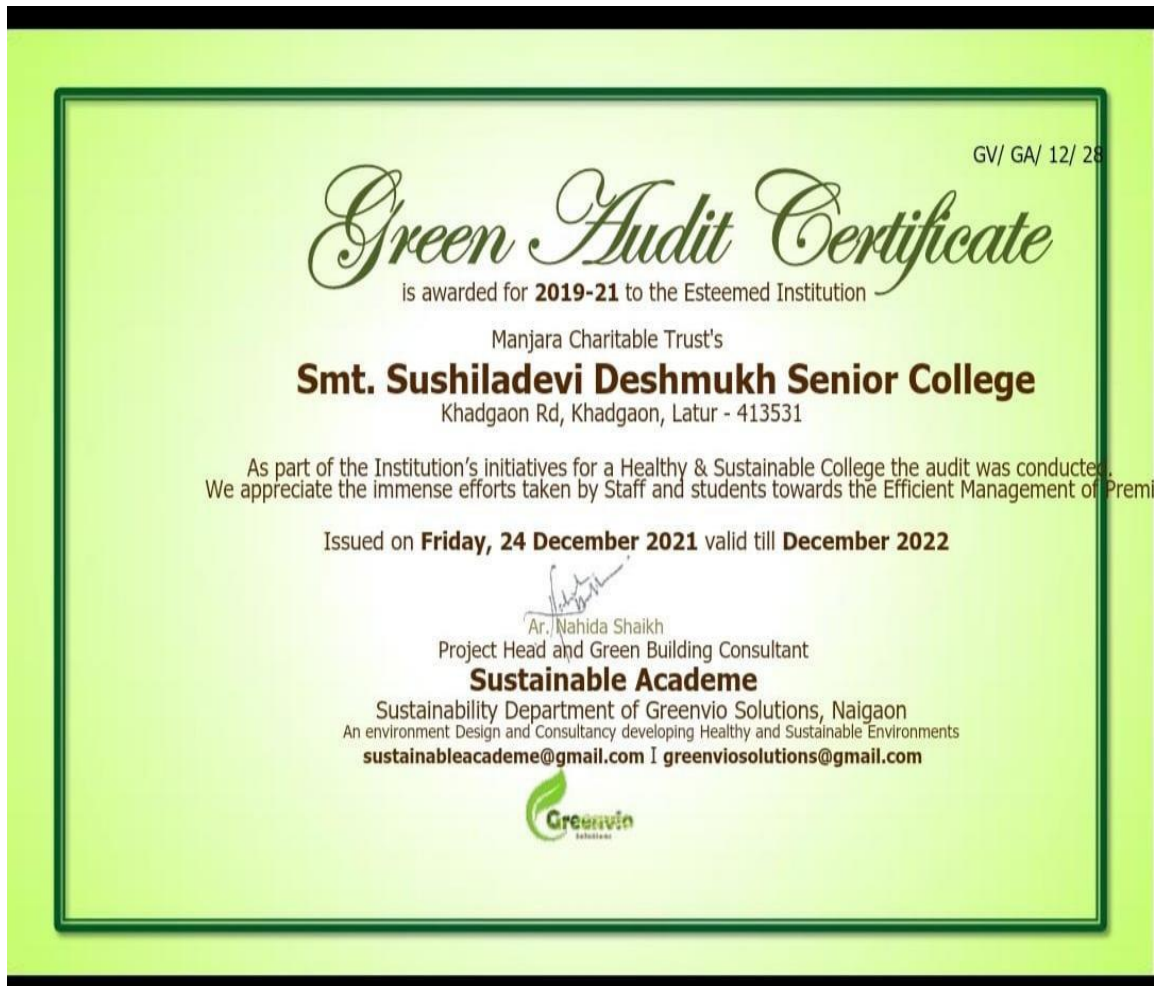 GV/ GA/ 12/ 28
Green Audit Certificate
is awarded for 2019-21 to the Esteemed Institution
Manjara Charitable Trust's
Smt. Sushiladevi Deshmukh Senior College
Khadgaon Rd, Khadgaon, Latur - 413531
As part of the Institution's initiatives for a Healthy & Sustainable College the audit was conducted.
We appreciate the immense efforts taken by Staff and students towards the Efficient Management of Premi
Issued on Friday, 24 December 2021 valid till December 2022
Ar. Nahida Shaikh
Project Head and Green Building Consultant
Sustainable Academe
Sustainability Department of Greenvio Solutions, Naigaon
An environment Design and Consultancy developing Healthy and Sustainable Environments
sustainableacademe@gmail.com I greenviosolutions@gmail.com
Greenvio
Solutions